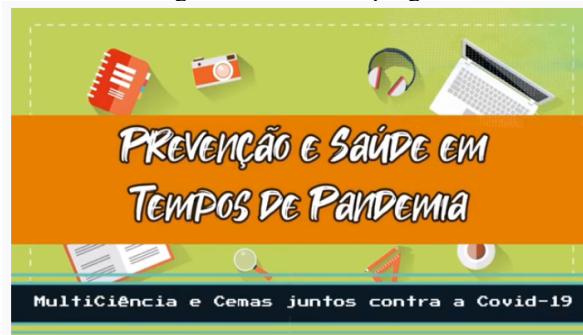 Prevenção e Saúde em
Tempos de Pandemia
MultiCiência e Cemas juntos contra a Covid-19